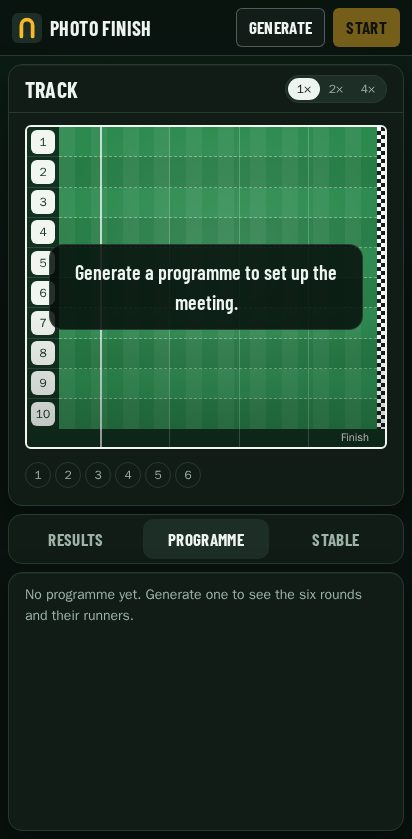 PHOTO FINISH
GENERATE
START
TRACK
1×
2×
4×
1
2
3
4
5
6
7
8
9
10
Generate a programme to set up the
meeting.
Finish
1 2 3 4 5 6
RESULTS
PROGRAMME
STABLE
No programme yet. Generate one to see the six rounds
and their runners.